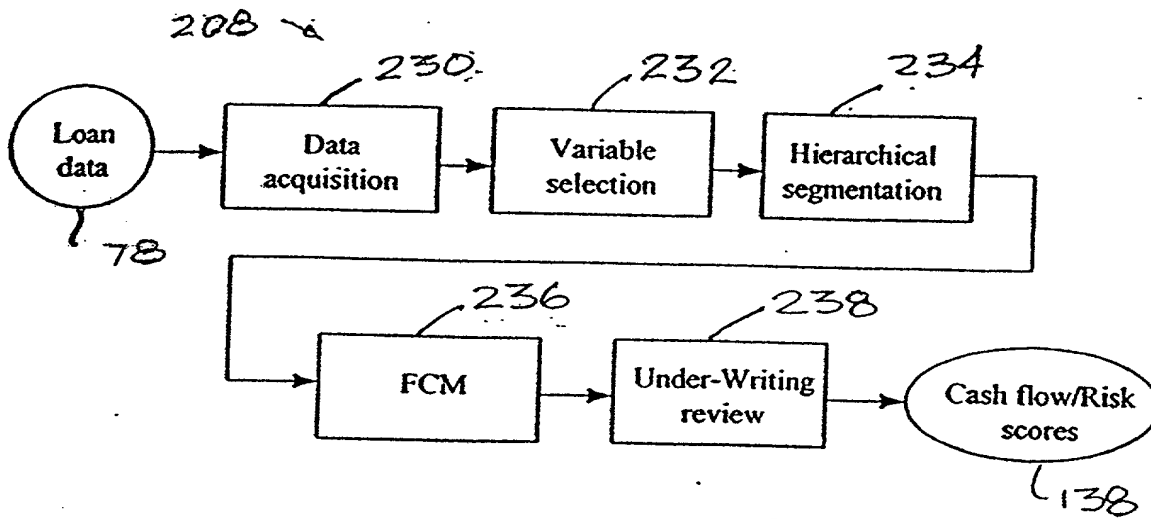 208
230
232
234
Loan
data
Data
acquisition
Variable
selection
Hierarchical
segmentation
78
236
238
FCM
Under-Writing
review
Cash flow/Risk
scores
138